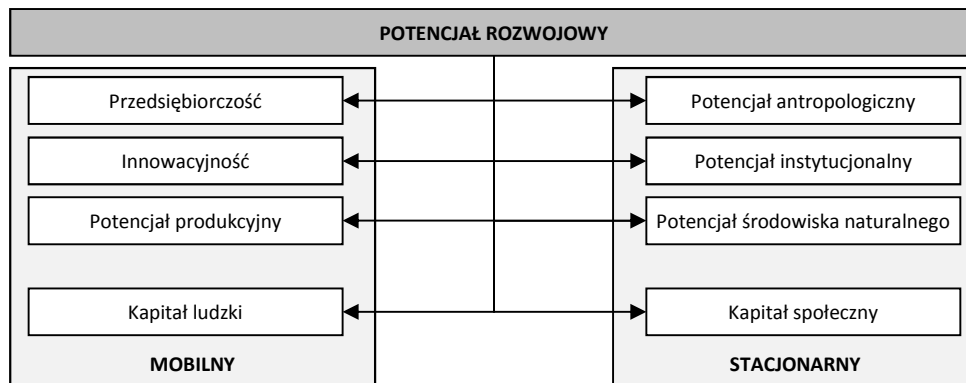 POTENCJAŁ ROZWOJOWY
Przedsiębiorczość
Potencjał antropologiczny
Innowacyjność
Potencjał instytucjonalny
Potencjał produkcyjny
Potencjał środowiska naturalnego
Kapitał ludzki
Kapitał społeczny
MOBILNY
STACJONARNY